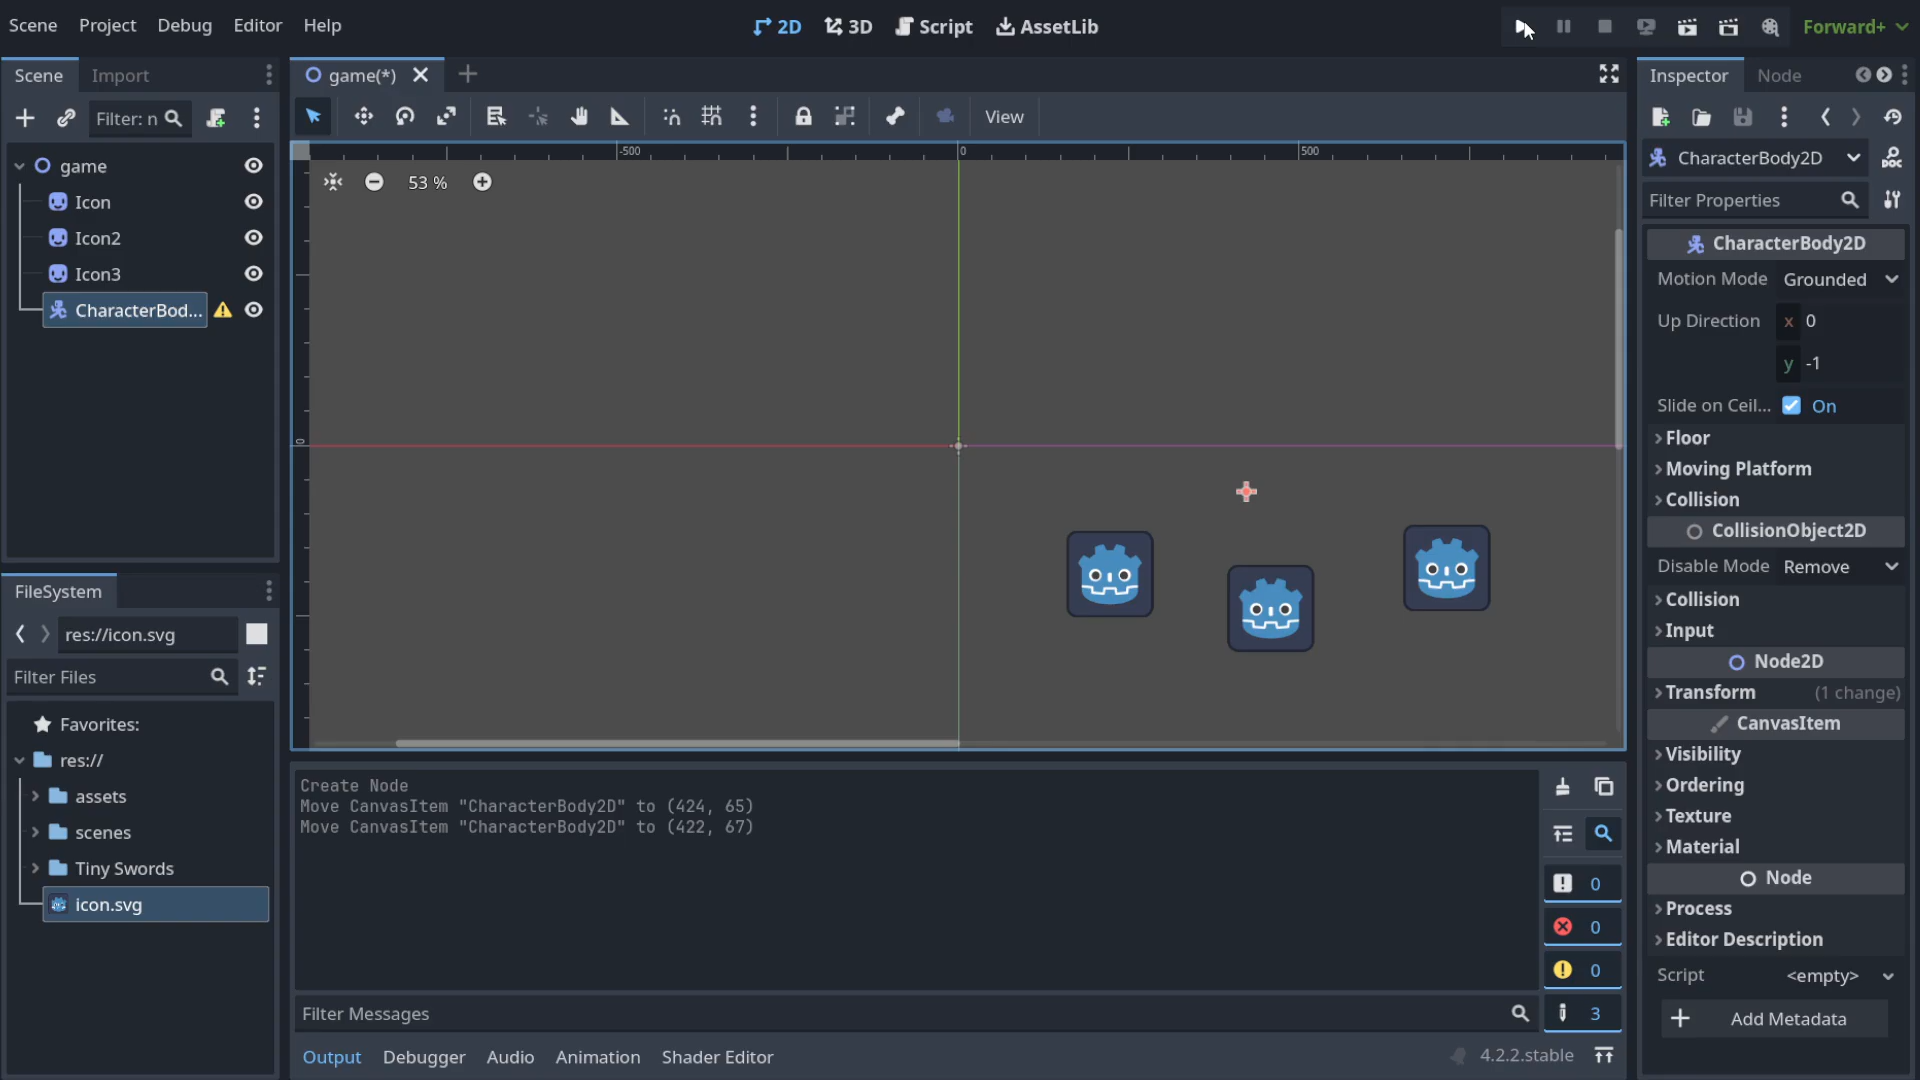 Scene Project Debug Editor Help
2D 3D Script AssetLib
Forward+
Scene Import
Filter: n
game
Icon
Icon2
Icon3
CharacterBod...
FileSystem
res://icon.svg
Filter Files
Favorites:
res://
assets
scenes
Tiny Swords
icon.svg
game(*)
View
-500 0 500
0
53 %
Create Node
Move CanvasItem "CharacterBody2D" to (424, 65)
Move CanvasItem "CharacterBody2D" to (422, 67)
0
0
0
3
Filter Messages
Output Debugger Audio Animation Shader Editor
4.2.2.stable
Inspector Node
CharacterBody2D
DOC
Filter Properties
CharacterBody2D
Motion Mode Grounded
Up Direction x 0
y -1
Slide on Ceil... On
Floor
Moving Platform
Collision
CollisionObject2D
Disable Mode Remove
Collision
Input
Node2D
Transform (1 change)
CanvasItem
Visibility
Ordering
Texture
Material
Node
Process
Editor Description
Script <empty>
Add Metadata